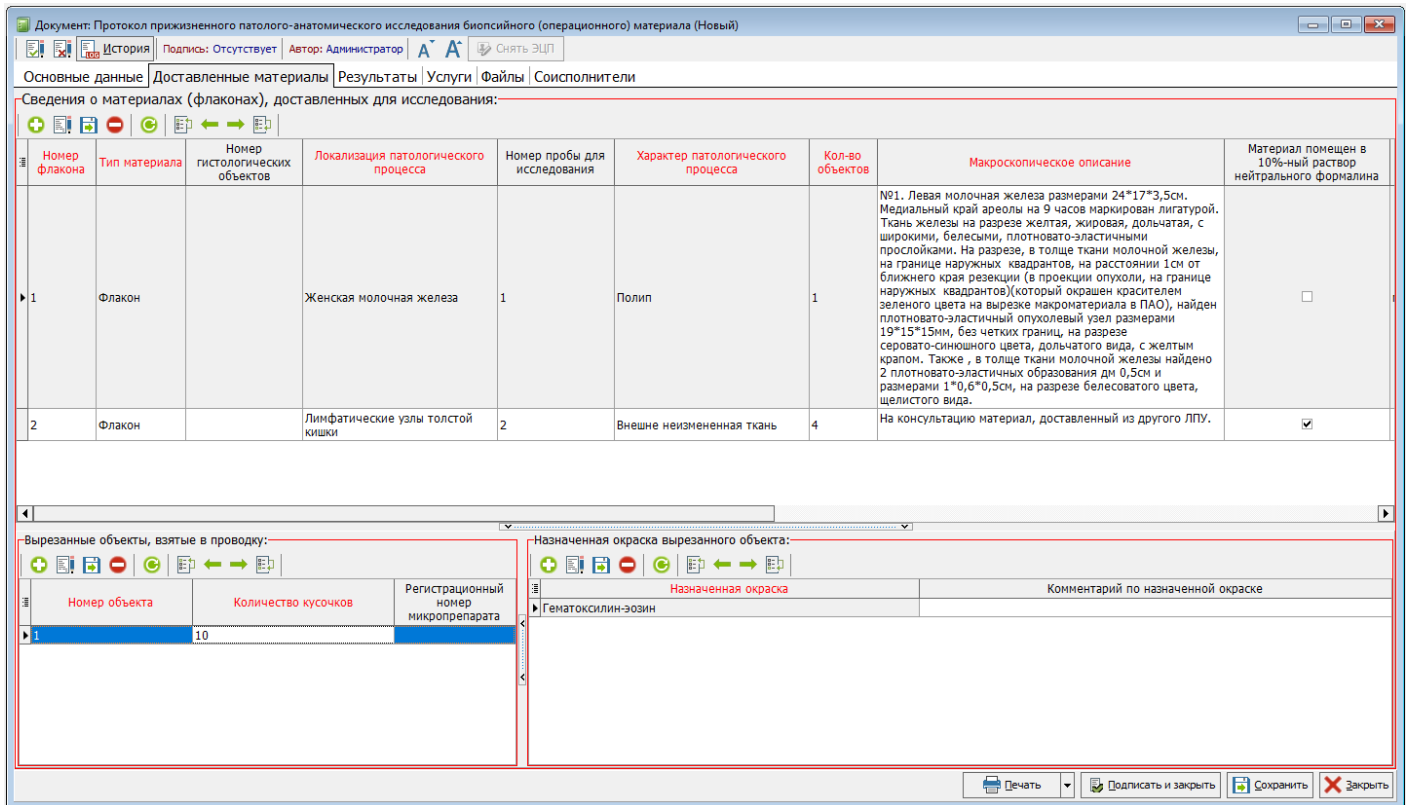 Документ: Протокол прижизненного патолого-анатомического исследования биопсийного (операционного) материала (Новый)
LOG История Подпись: Отсутствует Автор: Администратор A A Снять ЭЦП
Основные данные Доставленные материалы Результаты Услуги Файлы Соисполнители
Сведения о материалах (флаконах), доставленных для исследования:
Номер флакона
Тип материала
Номер гистологических объектов
Локализация патологического процесса
Номер пробы для исследования
Характер патологического процесса
Кол-во объектов
Макроскопическое описание
Материал помещен в 10%-ный раствор нейтрального формалина
1
Флакон
Женская молочная железа
1
Полип
1
№1. Левая молочная железа размерами 24*17*3,5см.
Медиальный край ареолы на 9 часов маркирован лигатурой.
Ткань железы на разрезе желтая, жировая, дольчатая, с
широкими, белесыми, плотновато-эластичными
прослойками. На разрезе, в толще ткани молочной железы,
на границе наружных квадрантов, на расстоянии 1см от
ближнего края резекции (в проекции опухоли, на границе
наружных квадрантов)(который окрашен красителем
зеленого цвета на вырезке макроматериала в ПАО), найден
плотновато-эластичный опухолевый узел размерами
19*15*15мм, без четких границ, на разрезе
серовато-синюшного цвета, дольчатого вида, с желтым
крапом. Также , в толще ткани молочной железы найдено
2 плотновато-эластичных образования дм 0,5см и
размерами 1*0,6*0,5см, на разрезе белесоватого цвета,
щелистого вида.
2
Флакон
Лимфатические узлы толстой
кишки
2
Внешне неизмененная ткань
4
На консультацию материал, доставленный из другого ЛПУ.
Вырезанные объекты, взятые в проводку:
Номер объекта
Количество кусочков
Регистрационный номер микропрепарата
1
10
Назначенная окраска вырезанного объекта:
Назначенная окраска
Комментарий по назначенной окраске
Гематоксилин-эозин
Печать Подписать и закрыть Сохранить Закрыть